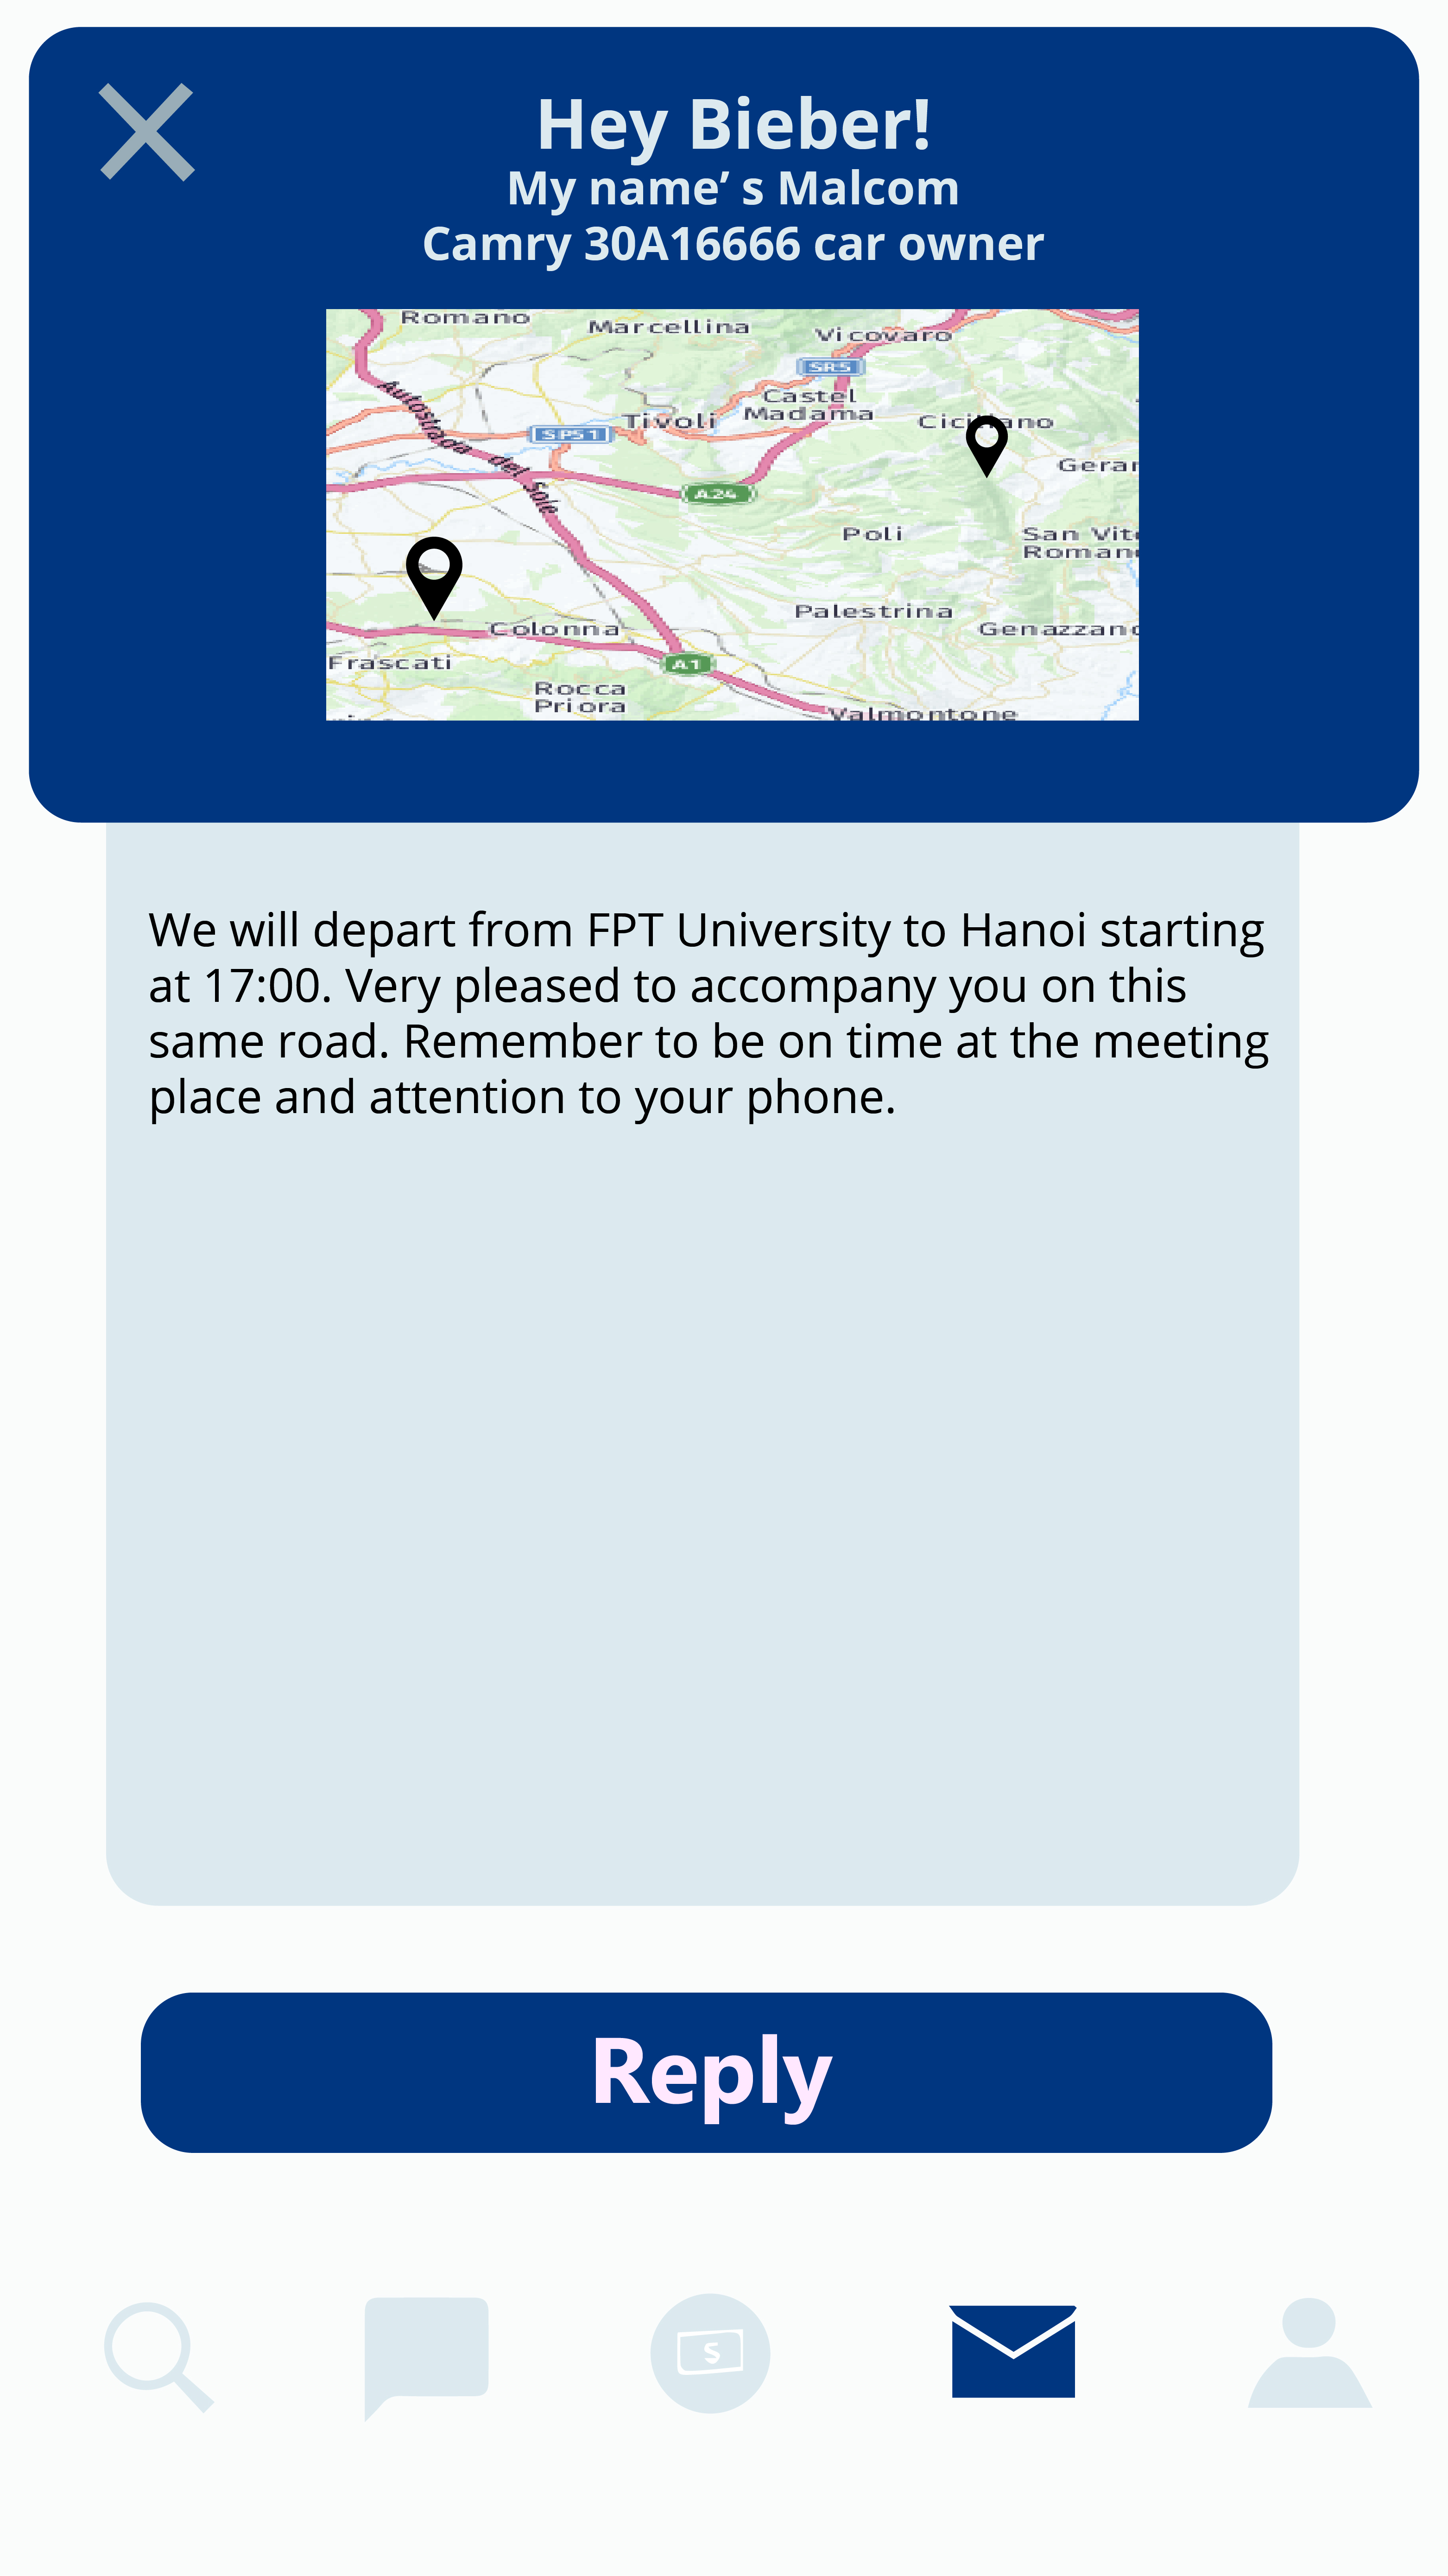 Hey Bieber!
My name’ s Malcom
Camry 30A16666 car owner
Romano
Marcellina
Vicovaro
SR5
Castel
Madama
Autostrada del Sole
Tivoli
SP51
Ciciliano
A24
Poli
San Vit
Roman
Palestrina
Colonna
Genazzano
Frascati
A1
Rocca
Priora
Valmontone
We will depart from FPT University to Hanoi starting
at 17:00. Very pleased to accompany you on this
same road. Remember to be on time at the meeting
place and attention to your phone.
Reply
$